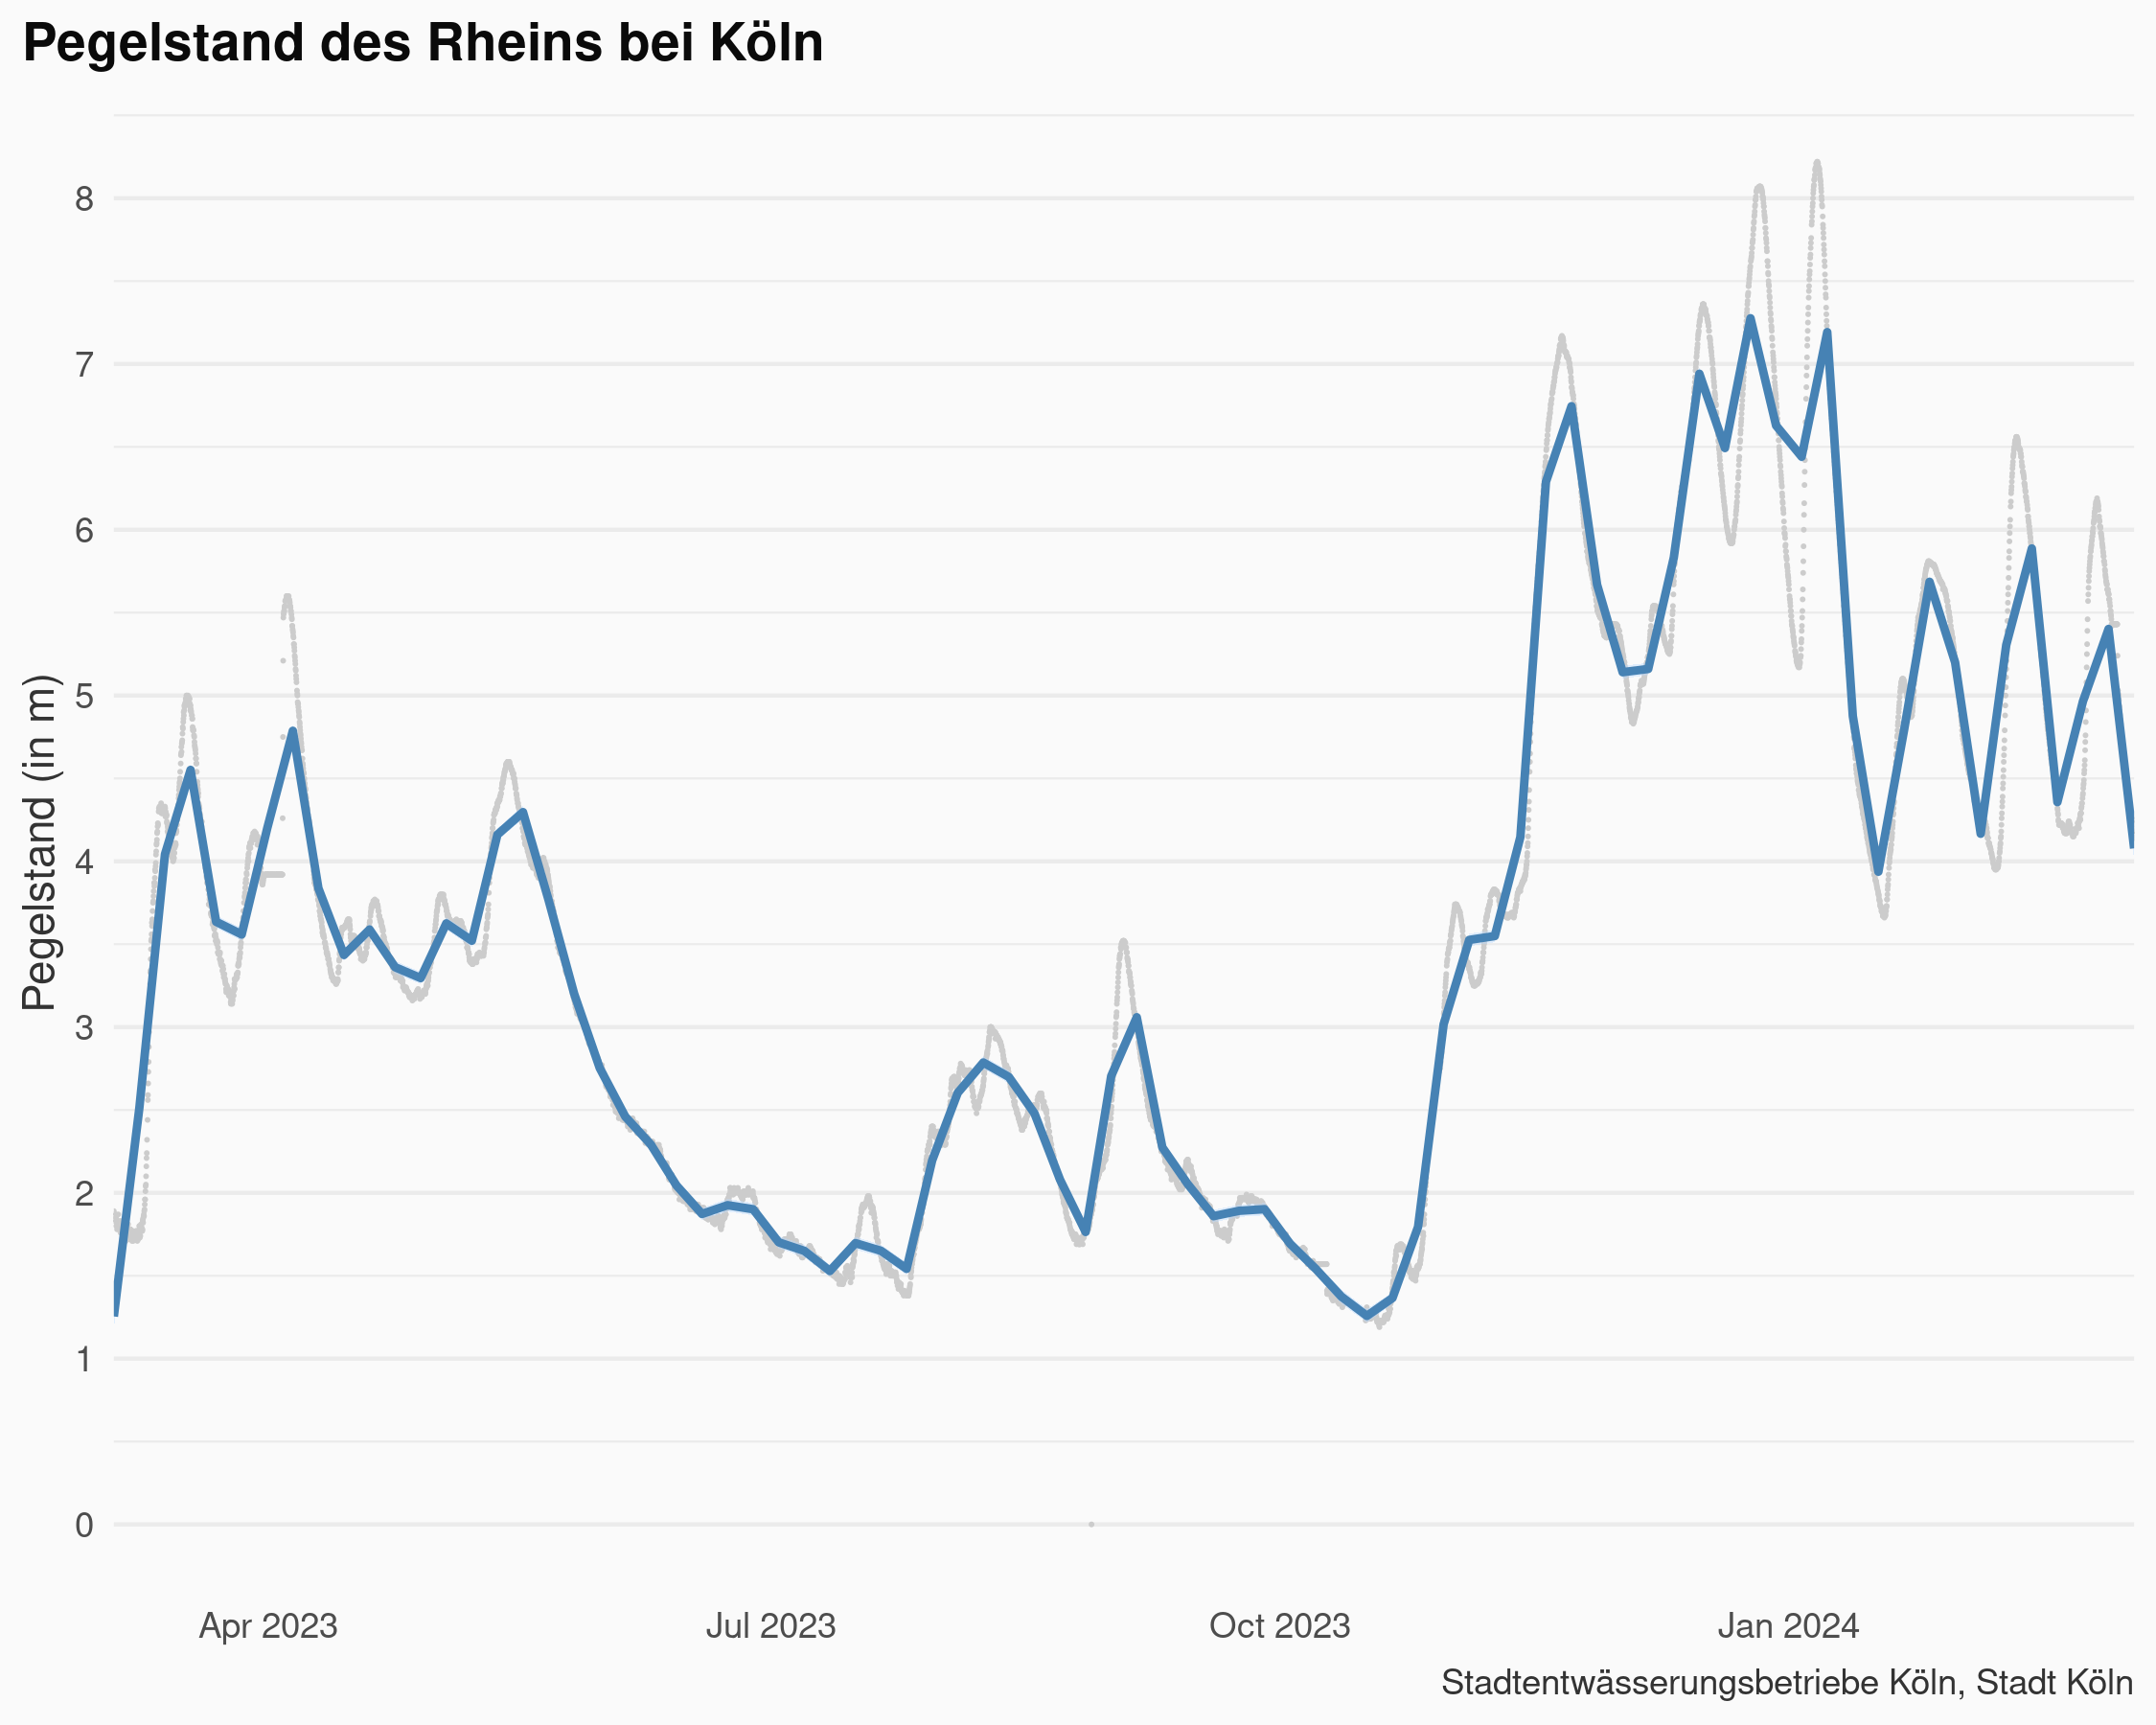 Pegelstand des Rheins bei Köln
Pegelstand (in m)
8
7
6
5
4
3
2
1
0
Apr 2023 Jul 2023 Oct 2023 Jan 2024
Stadtentwässerungsbetriebe Köln, Stadt Köln